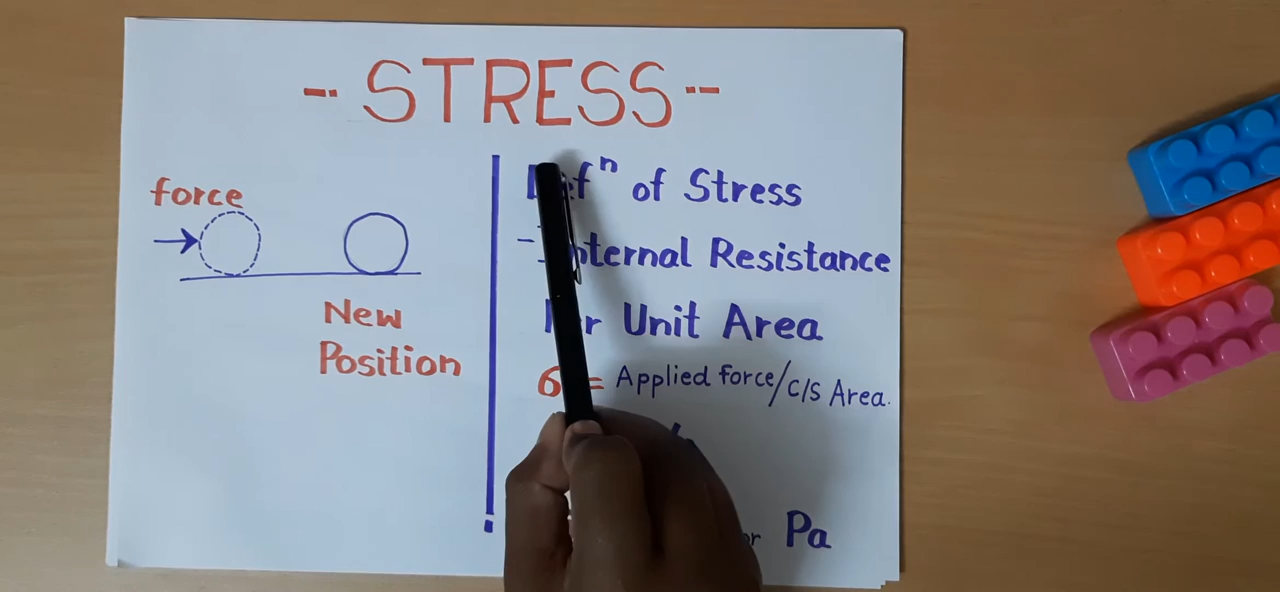 -- STRESS --
force
New
Position
of Stress
Resistance
Unit Area
= Applied force/c/s Area.
or Pa